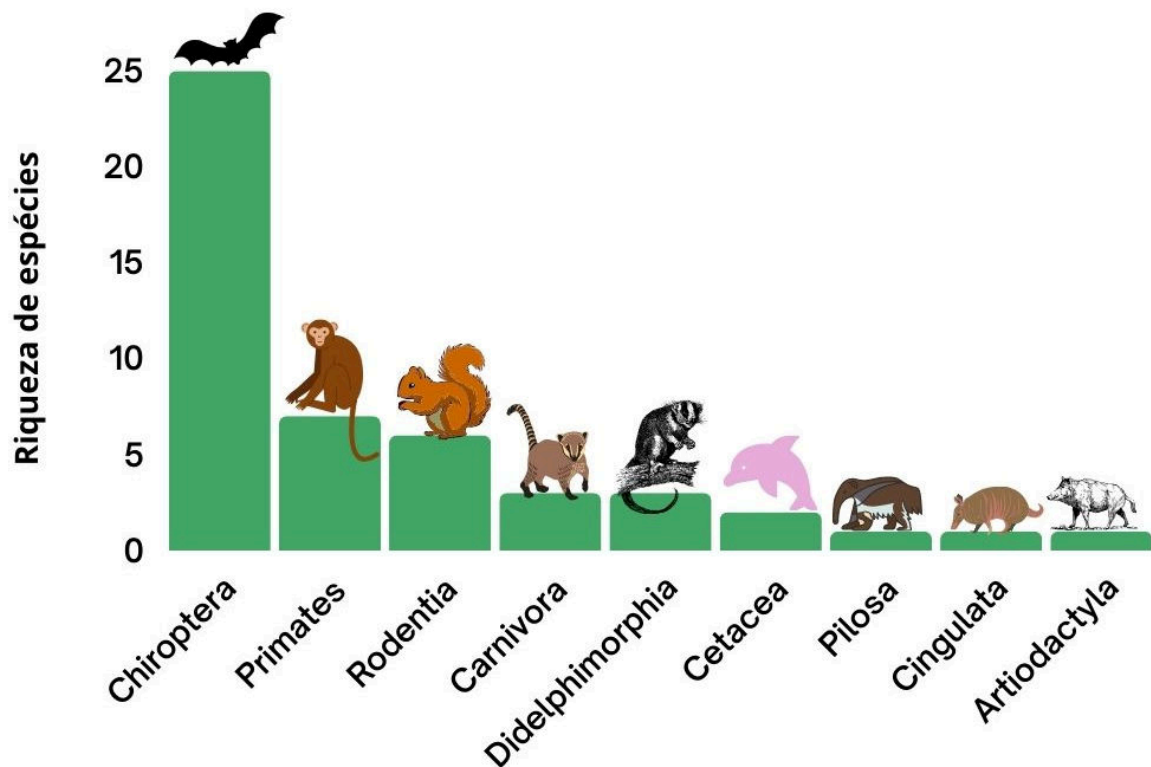 Riqueza de espécies
25
20
15
10
5
0
Chiroptera
Primates
Rodentia
Carnivora
Didelphimorphia
Cetacea
Pilosa
Cingulata
Artiodactyla